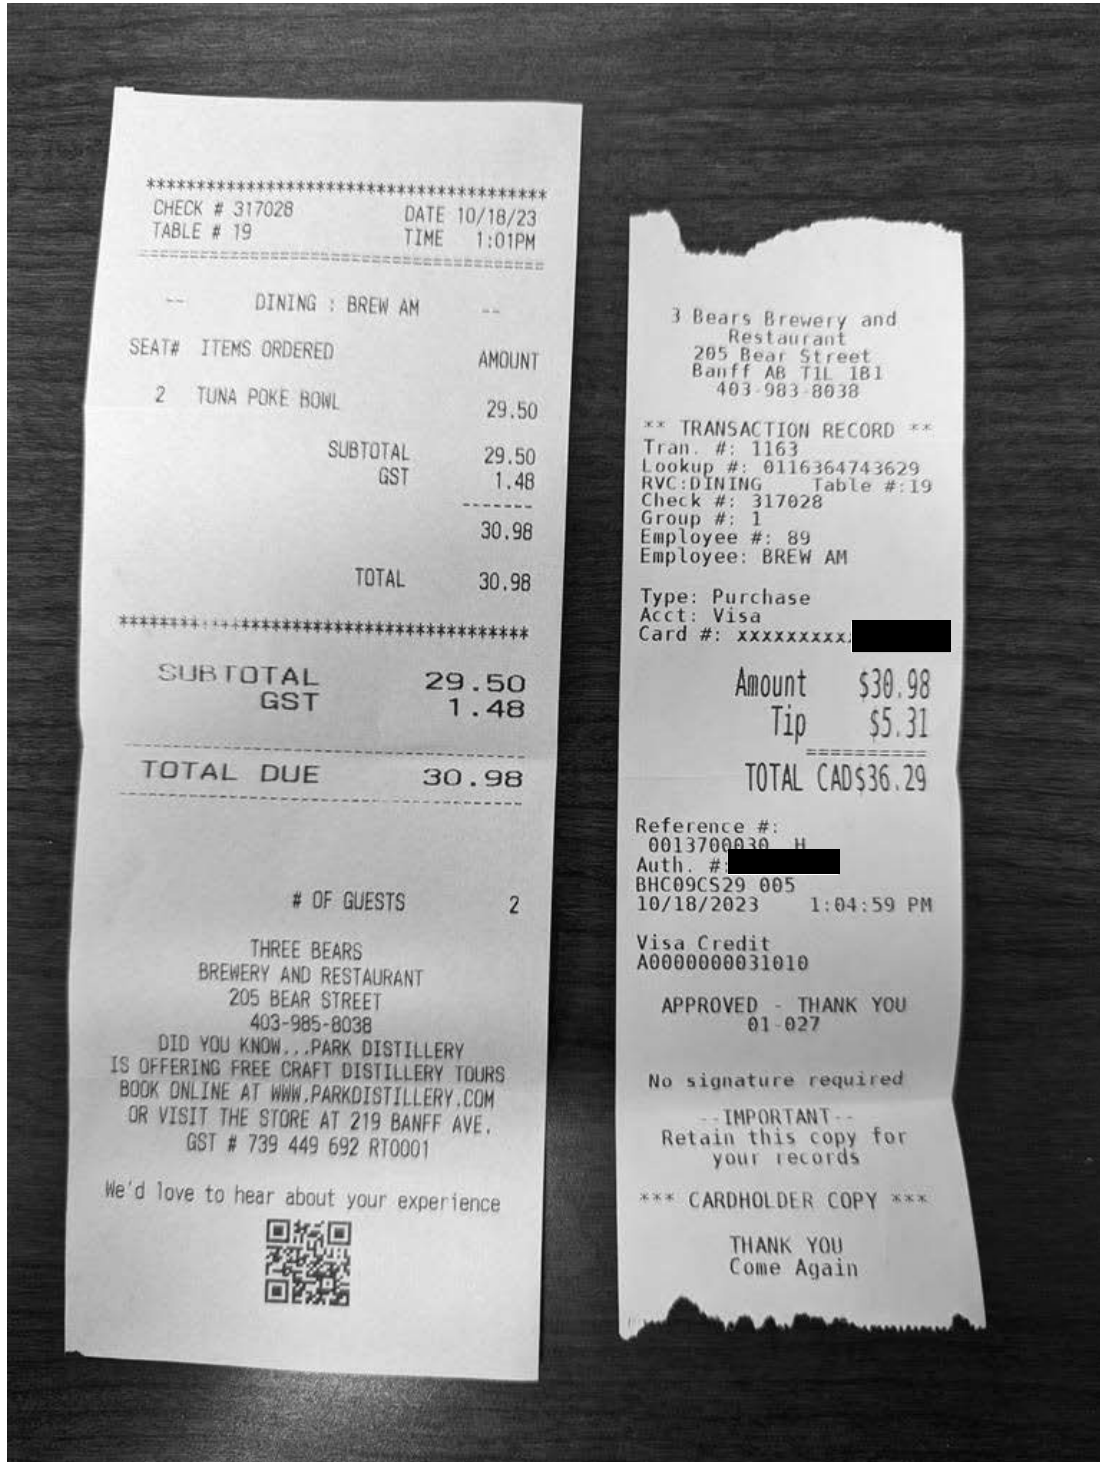 ****************************************
CHECK # 317028 DATE 10/18/23
TABLE # 19 TIME 1:01PM
========================================
-- DINING : BREW AM --
SEAT# ITEMS ORDERED AMOUNT
2 TUNA POKE BOWL 29.50
SUBTOTAL 29.50
GST 1.48
-------
30.98
TOTAL 30.98
****************************************
SUBTOTAL 29.50
GST 1.48
----------------------------------------
TOTAL DUE 30.98
----------------------------------------
# OF GUESTS 2
THREE BEARS
BREWERY AND RESTAURANT
205 BEAR STREET
403-985-8038
DID YOU KNOW...PARK DISTILLERY
IS OFFERING FREE CRAFT DISTILLERY TOURS
BOOK ONLINE AT WWW.PARKDISTILLERY.COM
OR VISIT THE STORE AT 219 BANFF AVE.
GST # 739 449 692 RT0001
We'd love to hear about your experience
3 Bears Brewery and
Restaurant
205 Bear Street
Banff AB T1L 1B1
403-983-8038
** TRANSACTION RECORD **
Tran. #: 1163
Lookup #: 0116364743629
RVC:DINING Table #:19
Check #: 317028
Group #: 1
Employee #: 89
Employee: BREW AM
Type: Purchase
Acct: Visa
Card #: xxxxxxxxxx
Amount $30.98
Tip $5.31
==========
TOTAL CAD$36.29
Reference #:
0013700030 H
Auth. #:
BHC09CS29 005
10/18/2023 1:04:59 PM
Visa Credit
A0000000031010
APPROVED - THANK YOU
01-027
No signature required
--IMPORTANT--
Retain this copy for
your records
*** CARDHOLDER COPY ***
THANK YOU
Come Again